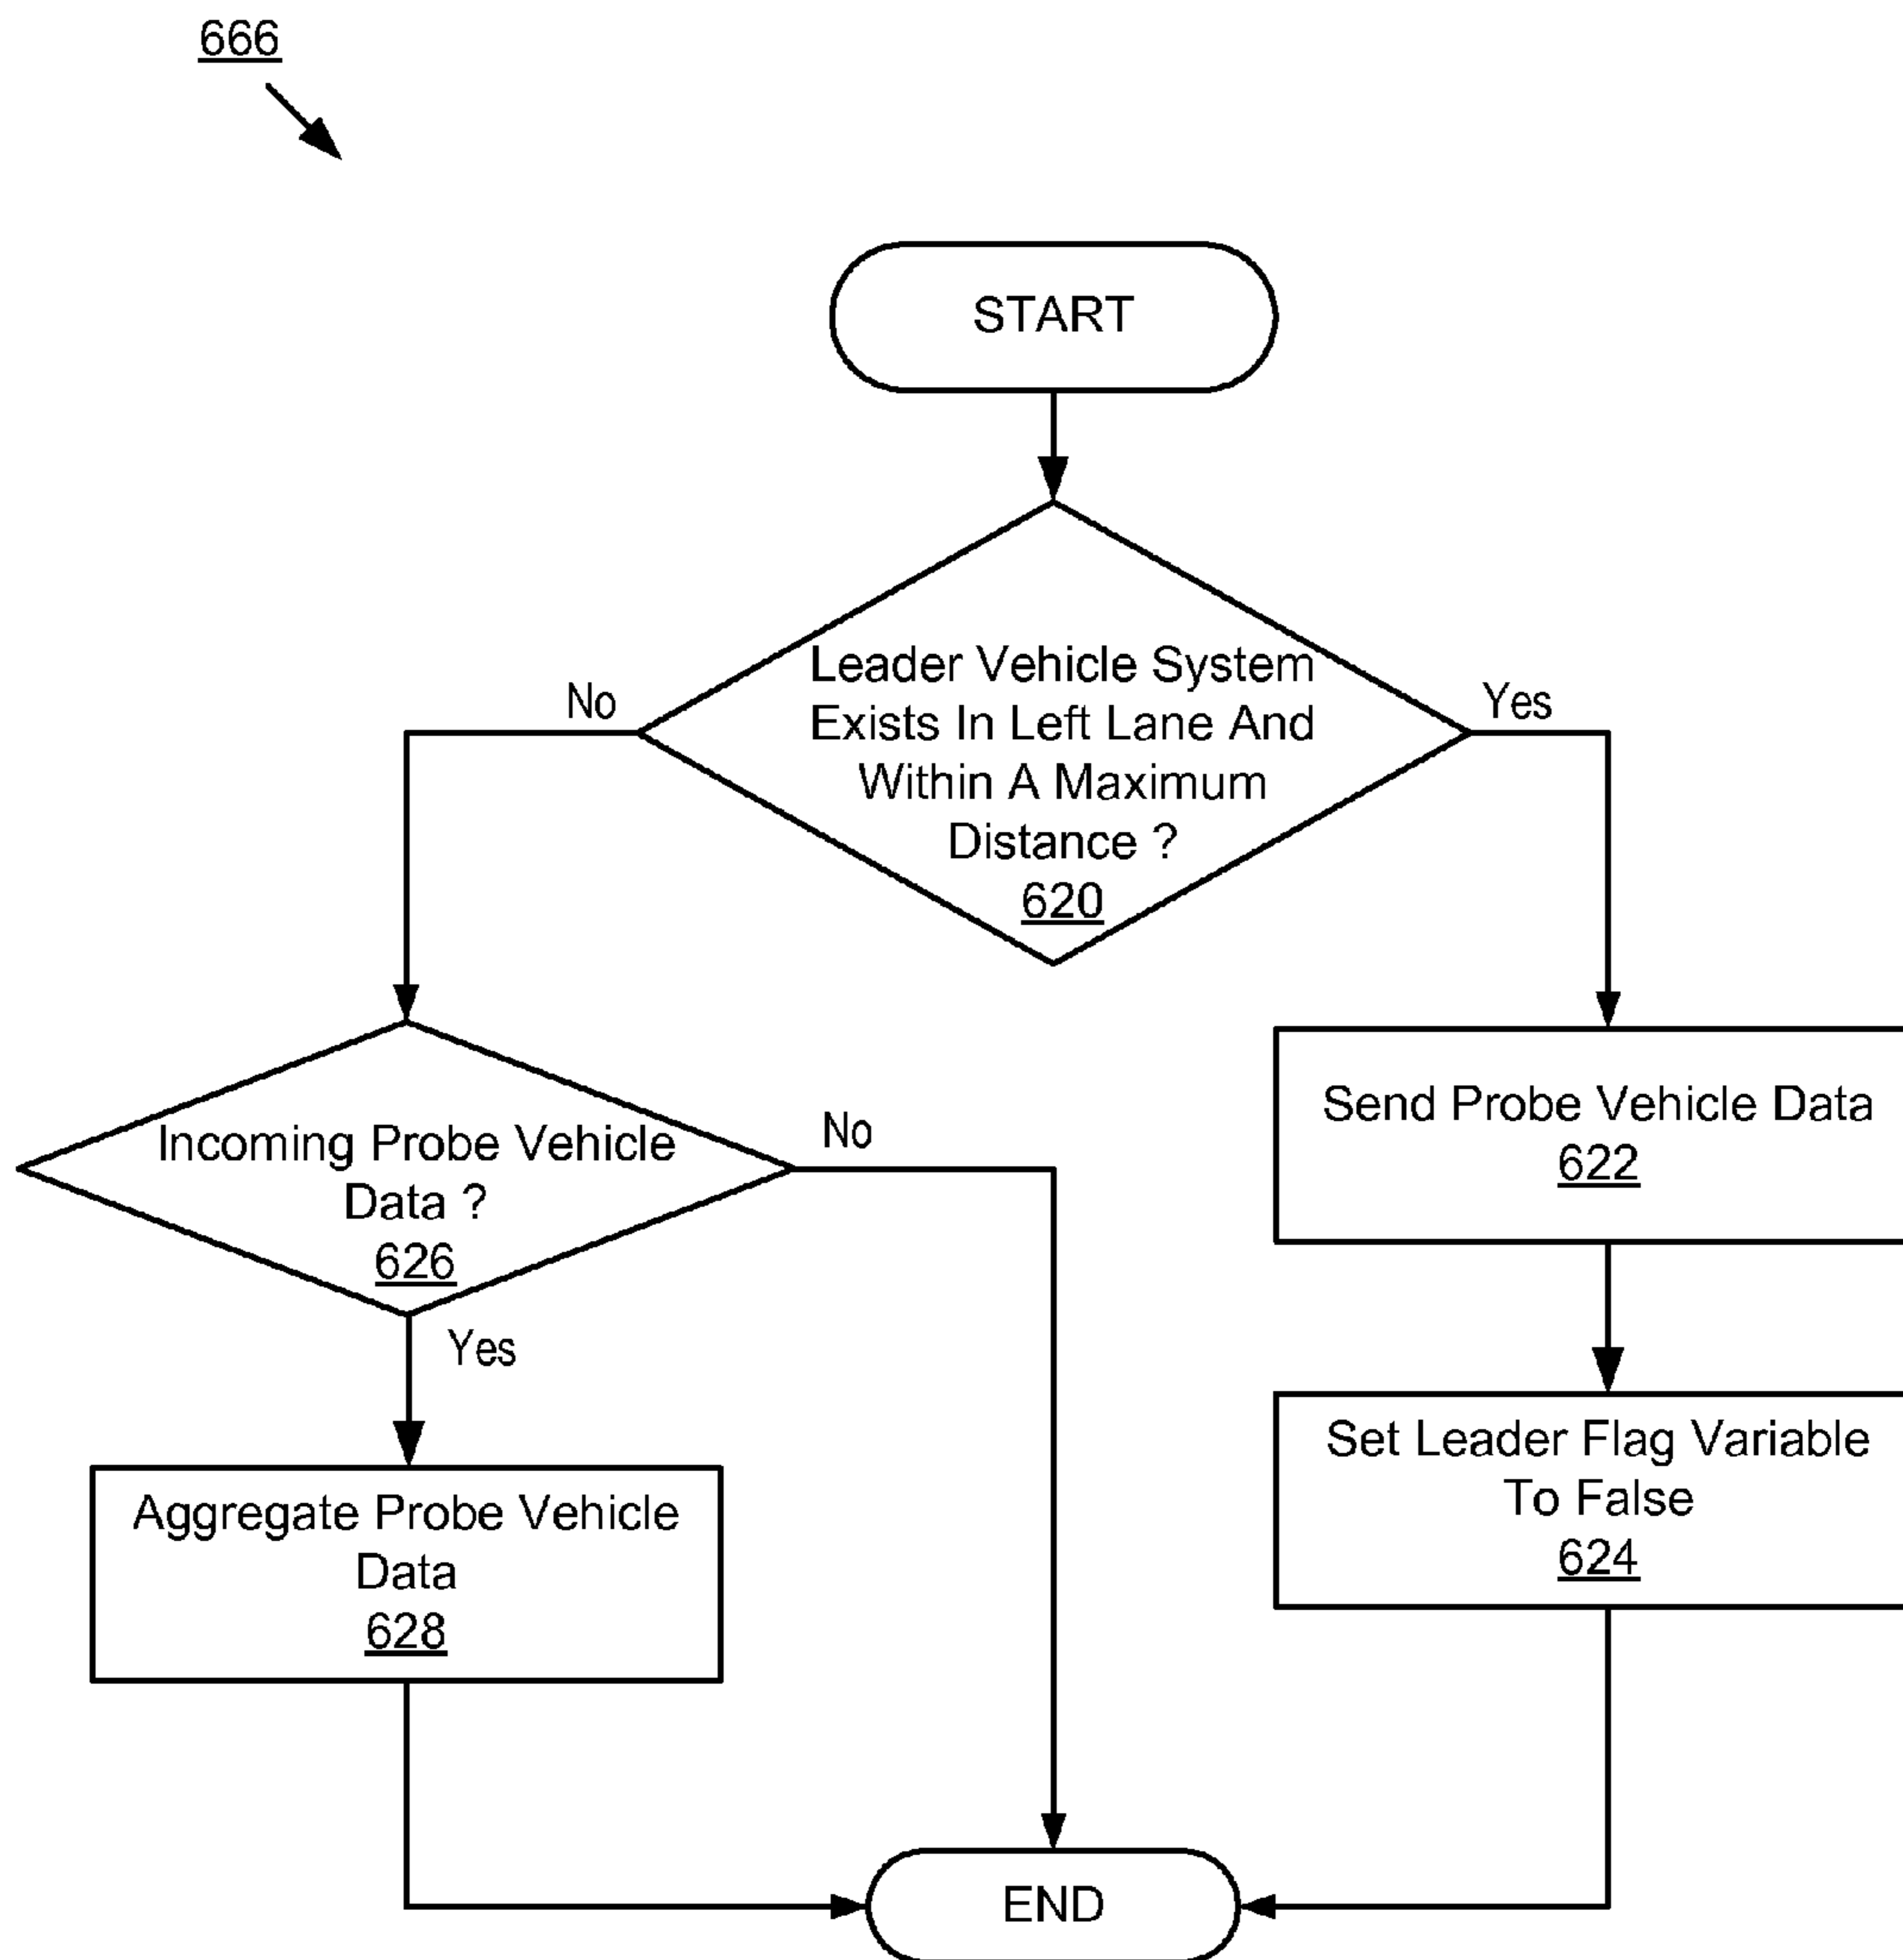 666
START
Leader Vehicle System
Exists In Left Lane And
Within A Maximum
Distance ?
620
No
Yes
Incoming Probe Vehicle
Data ?
626
No
Yes
Send Probe Vehicle Data
622
Set Leader Flag Variable
To False
624
Aggregate Probe Vehicle
Data
628
END